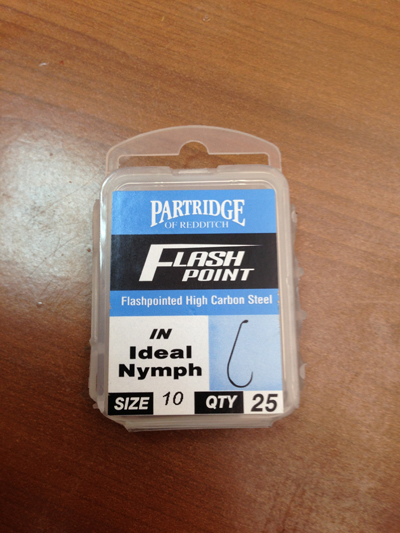 PARTRIDGE
OF REDDITCH
FLASH
POINT
Flashpointed High Carbon Steel
IN
Ideal
Nymph
SIZE 10 QTY 25